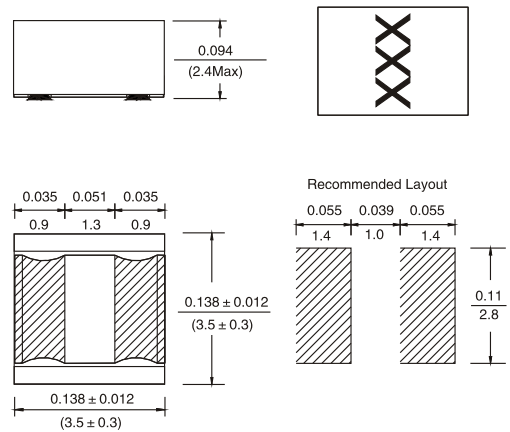 0.094
(2.4Max)
XXX
0.035 0.051 0.035
0.9 1.3 0.9
0.138 ± 0.012
(3.5 ± 0.3)
0.138 ± 0.012
(3.5 ± 0.3)
Recommended Layout
0.055 0.039 0.055
1.4 1.0 1.4
0.11
2.8